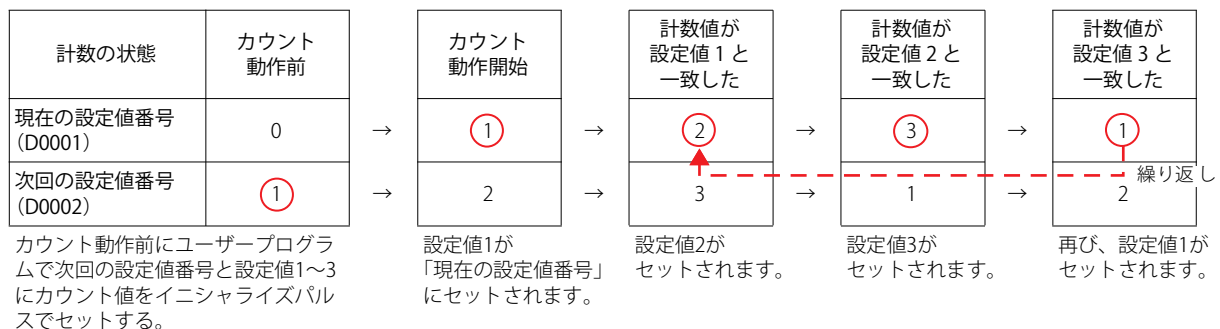 計数の状態
カウント
動作前
カウント
動作開始
計数値が
設定値 1 と
一致した
計数値が
設定値 2 と
一致した
計数値が
設定値 3 と
一致した
現在の設定値番号
（D0001）
0
→
1
→
2
→
3
→
1
次回の設定値番号
（D0002）
1
→
2
→
3
→
1
→
2
繰り返し
カウント動作前にユーザープログラ
ムで次回の設定値番号と設定値1～3
にカウント値をイニシャライズパル
スでセットする。
設定値1が
「現在の設定値番号」
にセットされます。
設定値2が
セットされます。
設定値3が
セットされます。
再び、設定値1が
セットされます。